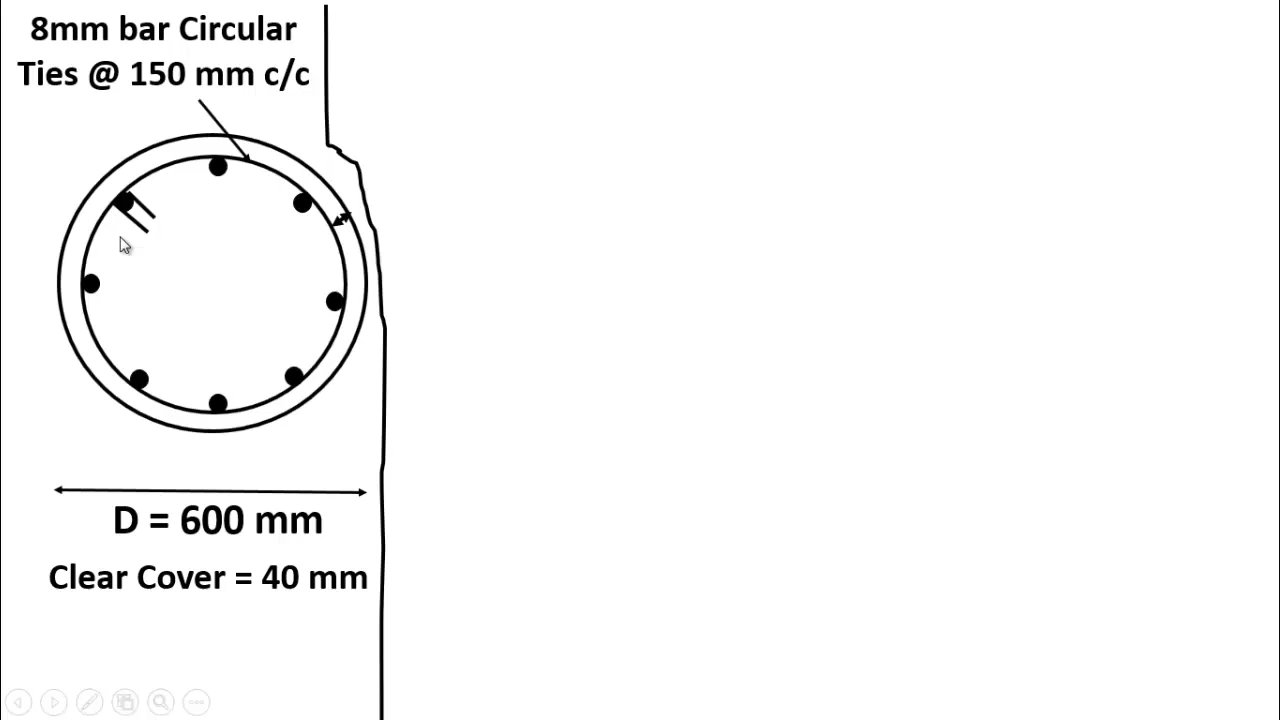 8mm bar Circular
Ties @ 150 mm c/c
D = 600 mm
Clear Cover = 40 mm